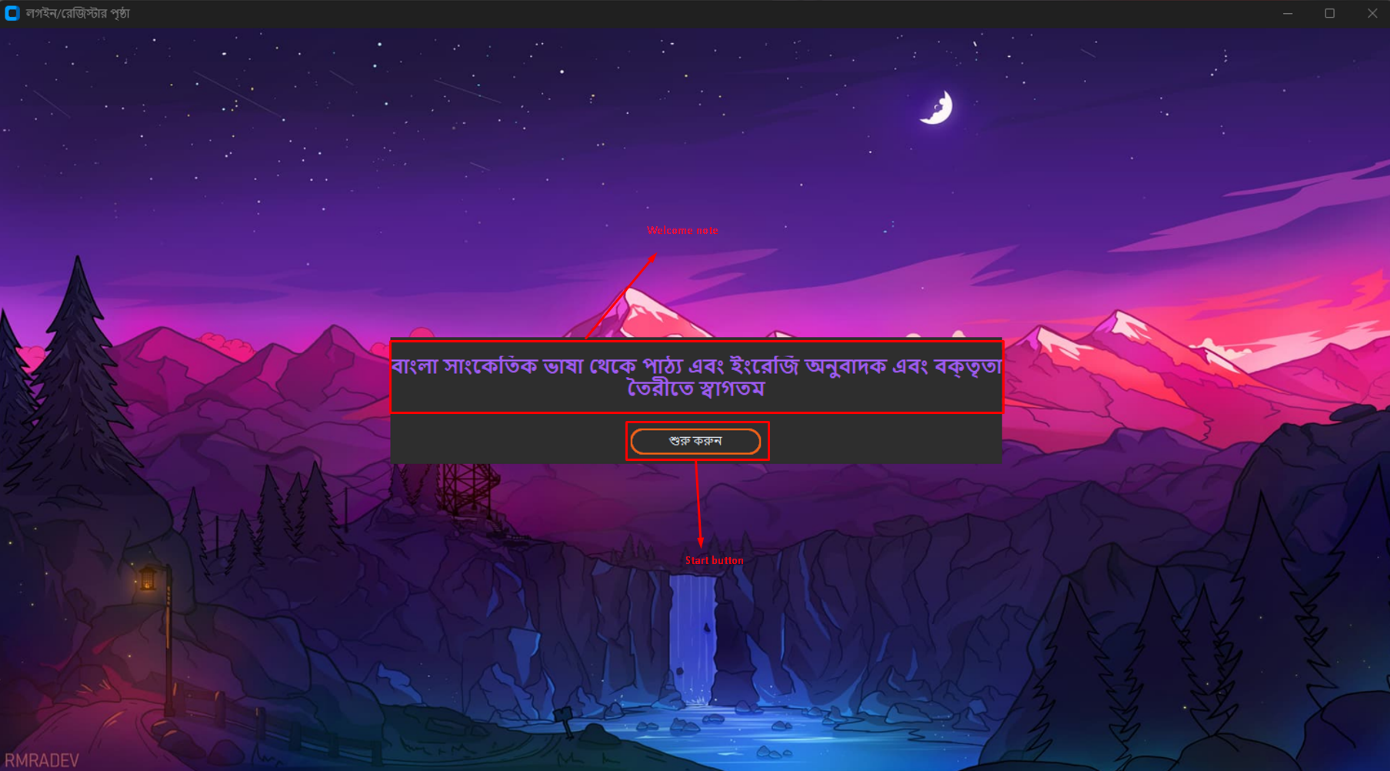 লগইন/রেজিস্টার পৃষ্ঠা
Welcome note
বাংলা সাংকেতিক ভাষা থেকে পাঠ্য এবং ইংরেজি অনুবাদক এবং বক্তৃতা
তৈরীতে স্বাগতম
শুরু করুন
Start button
RMRADEV